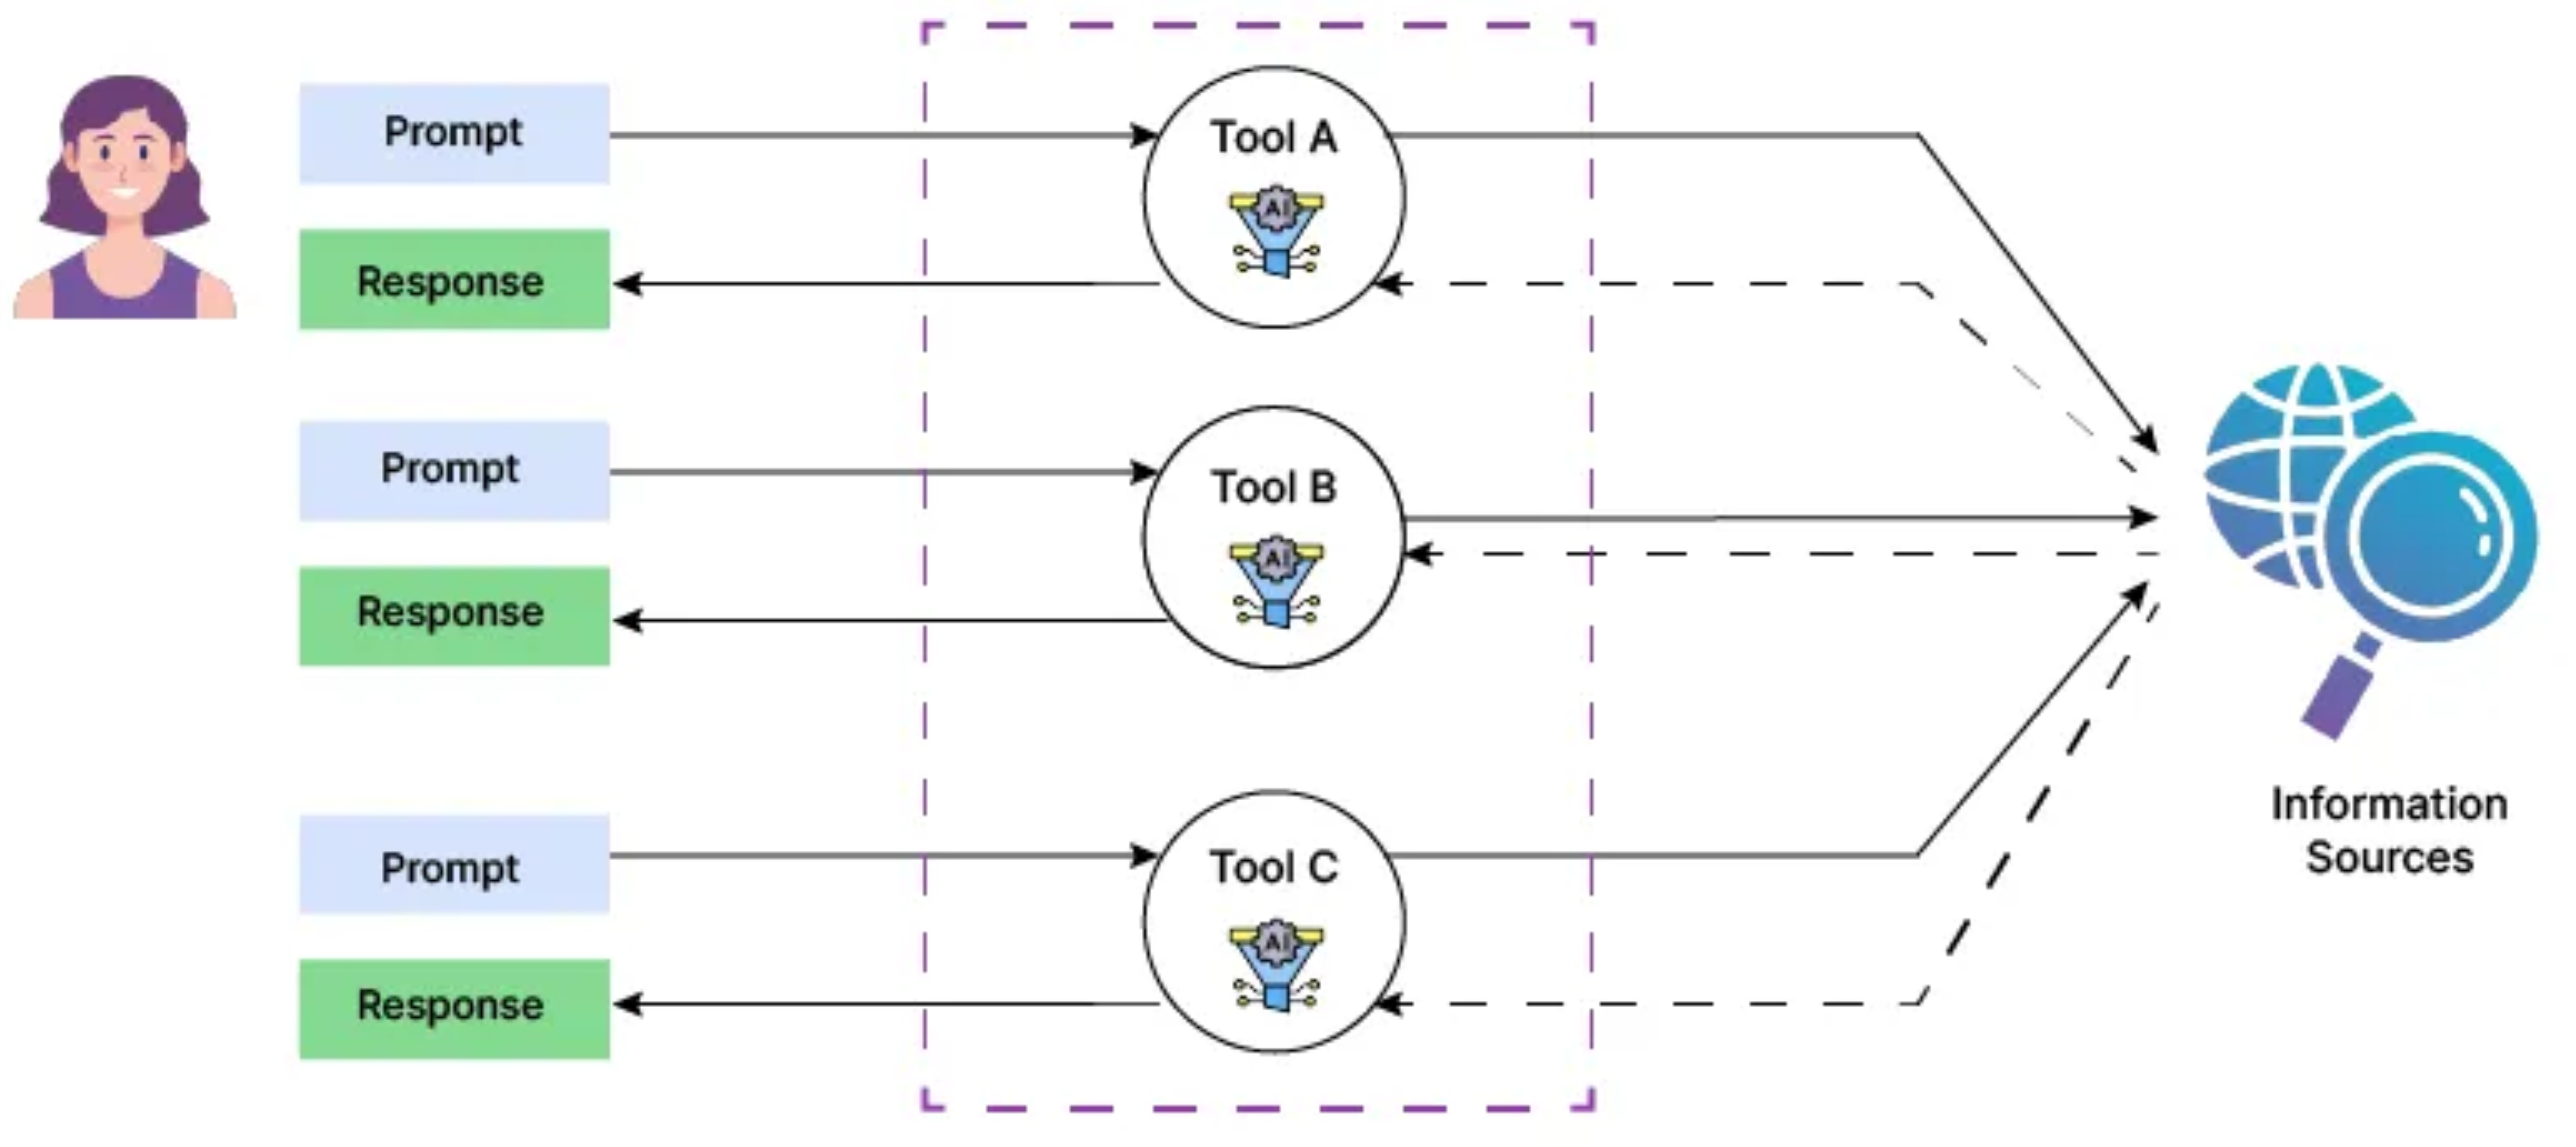 Prompt
Tool A
AI
Response
Prompt
Tool B
AI
Response
Information
Sources
Prompt
Tool C
AI
Response